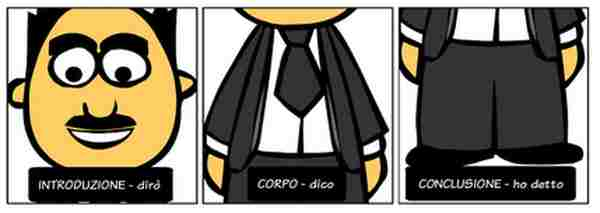 INTRODUZIONE - dirò
CORPO - dico
CONCLUSIONE - ho detto